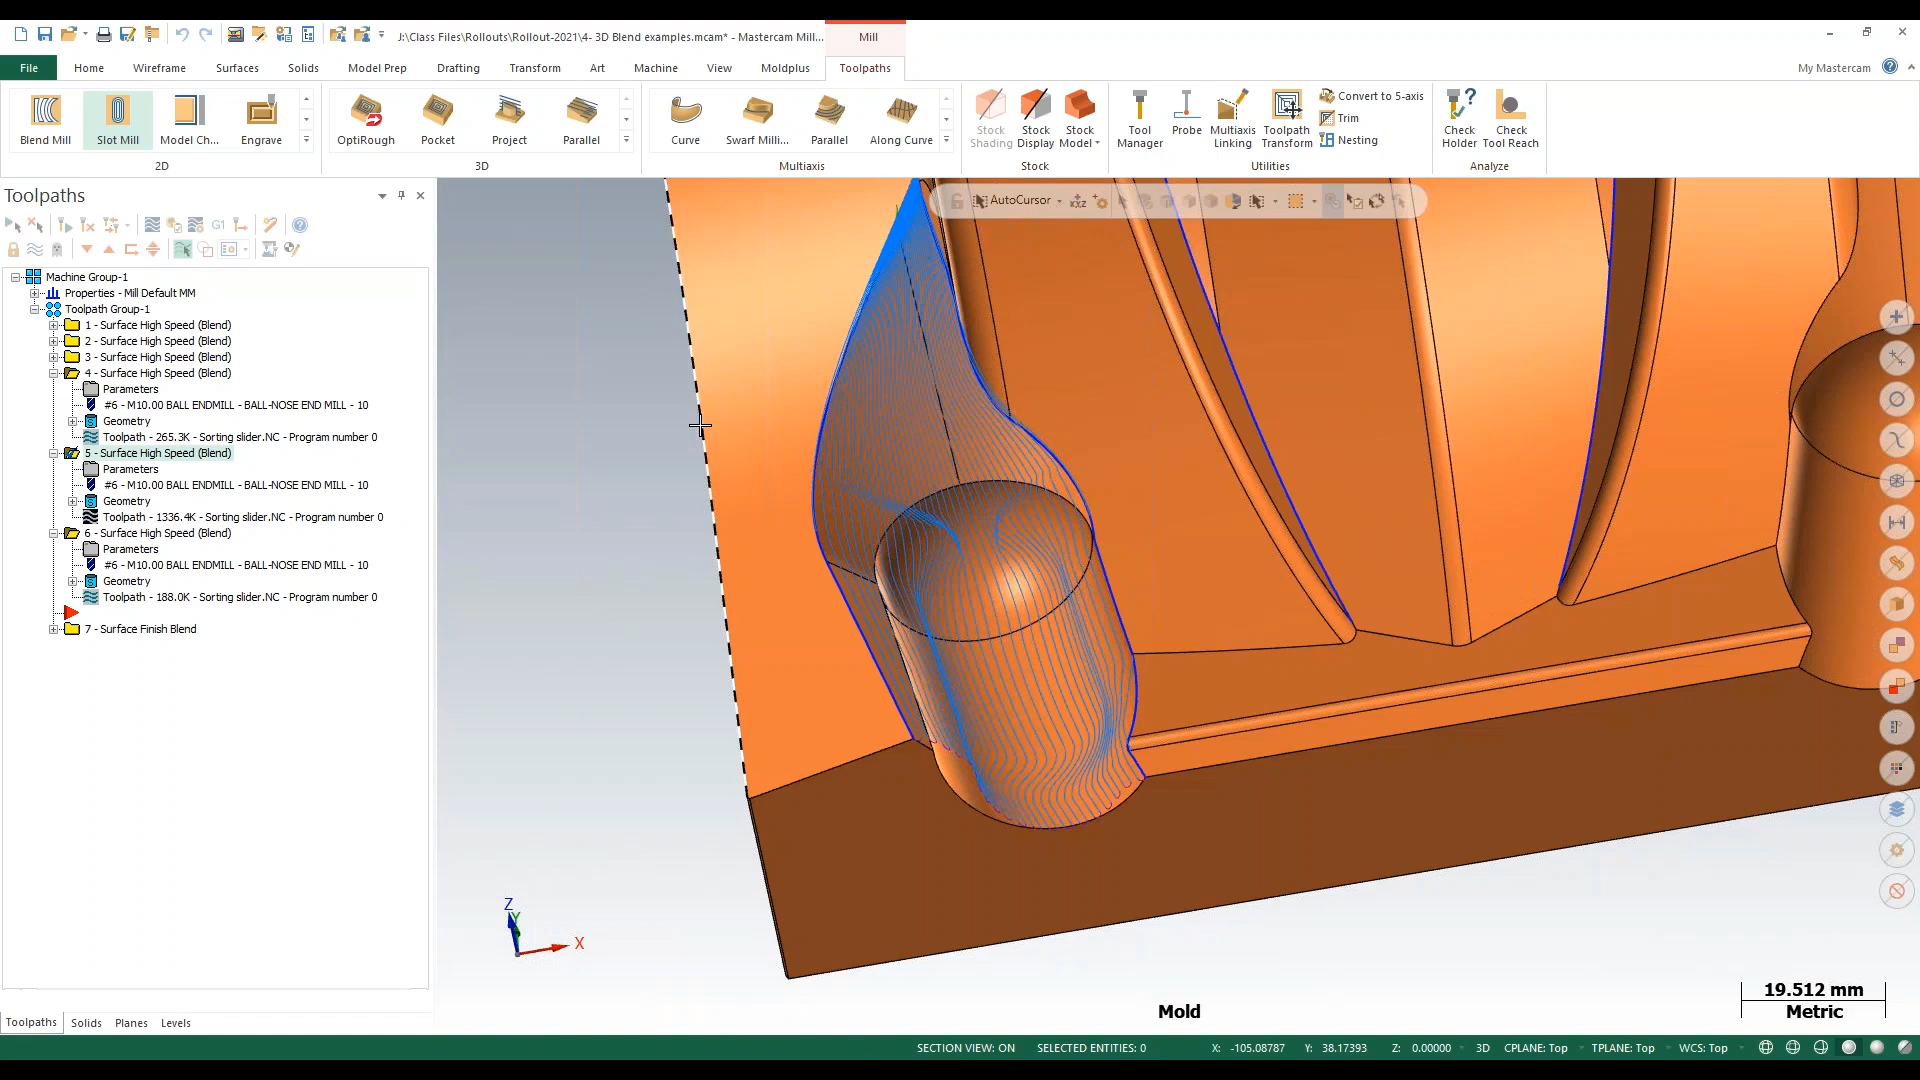 J:\Class Files\Rollouts\Rollout-2021\4- 3D Blend examples.mcam* - Mastercam Mill...
Mill
File
Home
Wireframe
Surfaces
Solids
Model Prep
Drafting
Transform
Art
Machine
View
Moldplus
Toolpaths
My Mastercam
Blend Mill
Slot Mill
Model Ch...
Engrave
2D
OptiRough
Pocket
Project
Parallel
3D
Curve
Swarf Milli...
Parallel
Along Curve
Multiaxis
Stock Shading
Stock Display
Stock Model
Stock
Tool Manager
Probe
Multiaxis Linking
Toolpath Transform
Convert to 5-axis
Trim
Nesting
Utilities
Check Holder
Check Tool Reach
Analyze
Toolpaths
G1
AutoCursor
Machine Group-1
Properties - Mill Default MM
Toolpath Group-1
1 - Surface High Speed (Blend)
2 - Surface High Speed (Blend)
3 - Surface High Speed (Blend)
4 - Surface High Speed (Blend)
Parameters
#6 - M10.00 BALL ENDMILL - BALL-NOSE END MILL - 10
Geometry
Toolpath - 265.3K - Sorting slider.NC - Program number 0
5 - Surface High Speed (Blend)
Parameters
#6 - M10.00 BALL ENDMILL - BALL-NOSE END MILL - 10
Geometry
Toolpath - 1336.4K - Sorting slider.NC - Program number 0
6 - Surface High Speed (Blend)
Parameters
#6 - M10.00 BALL ENDMILL - BALL-NOSE END MILL - 10
Geometry
Toolpath - 188.0K - Sorting slider.NC - Program number 0
7 - Surface Finish Blend
Z
Y
X
Mold
19.512 mm
Metric
Toolpaths
Solids
Planes
Levels
SECTION VIEW: ON
SELECTED ENTITIES: 0
X: -105.08787
Y: 38.17393
Z: 0.00000
3D
CPLANE: Top
TPLANE: Top
WCS: Top